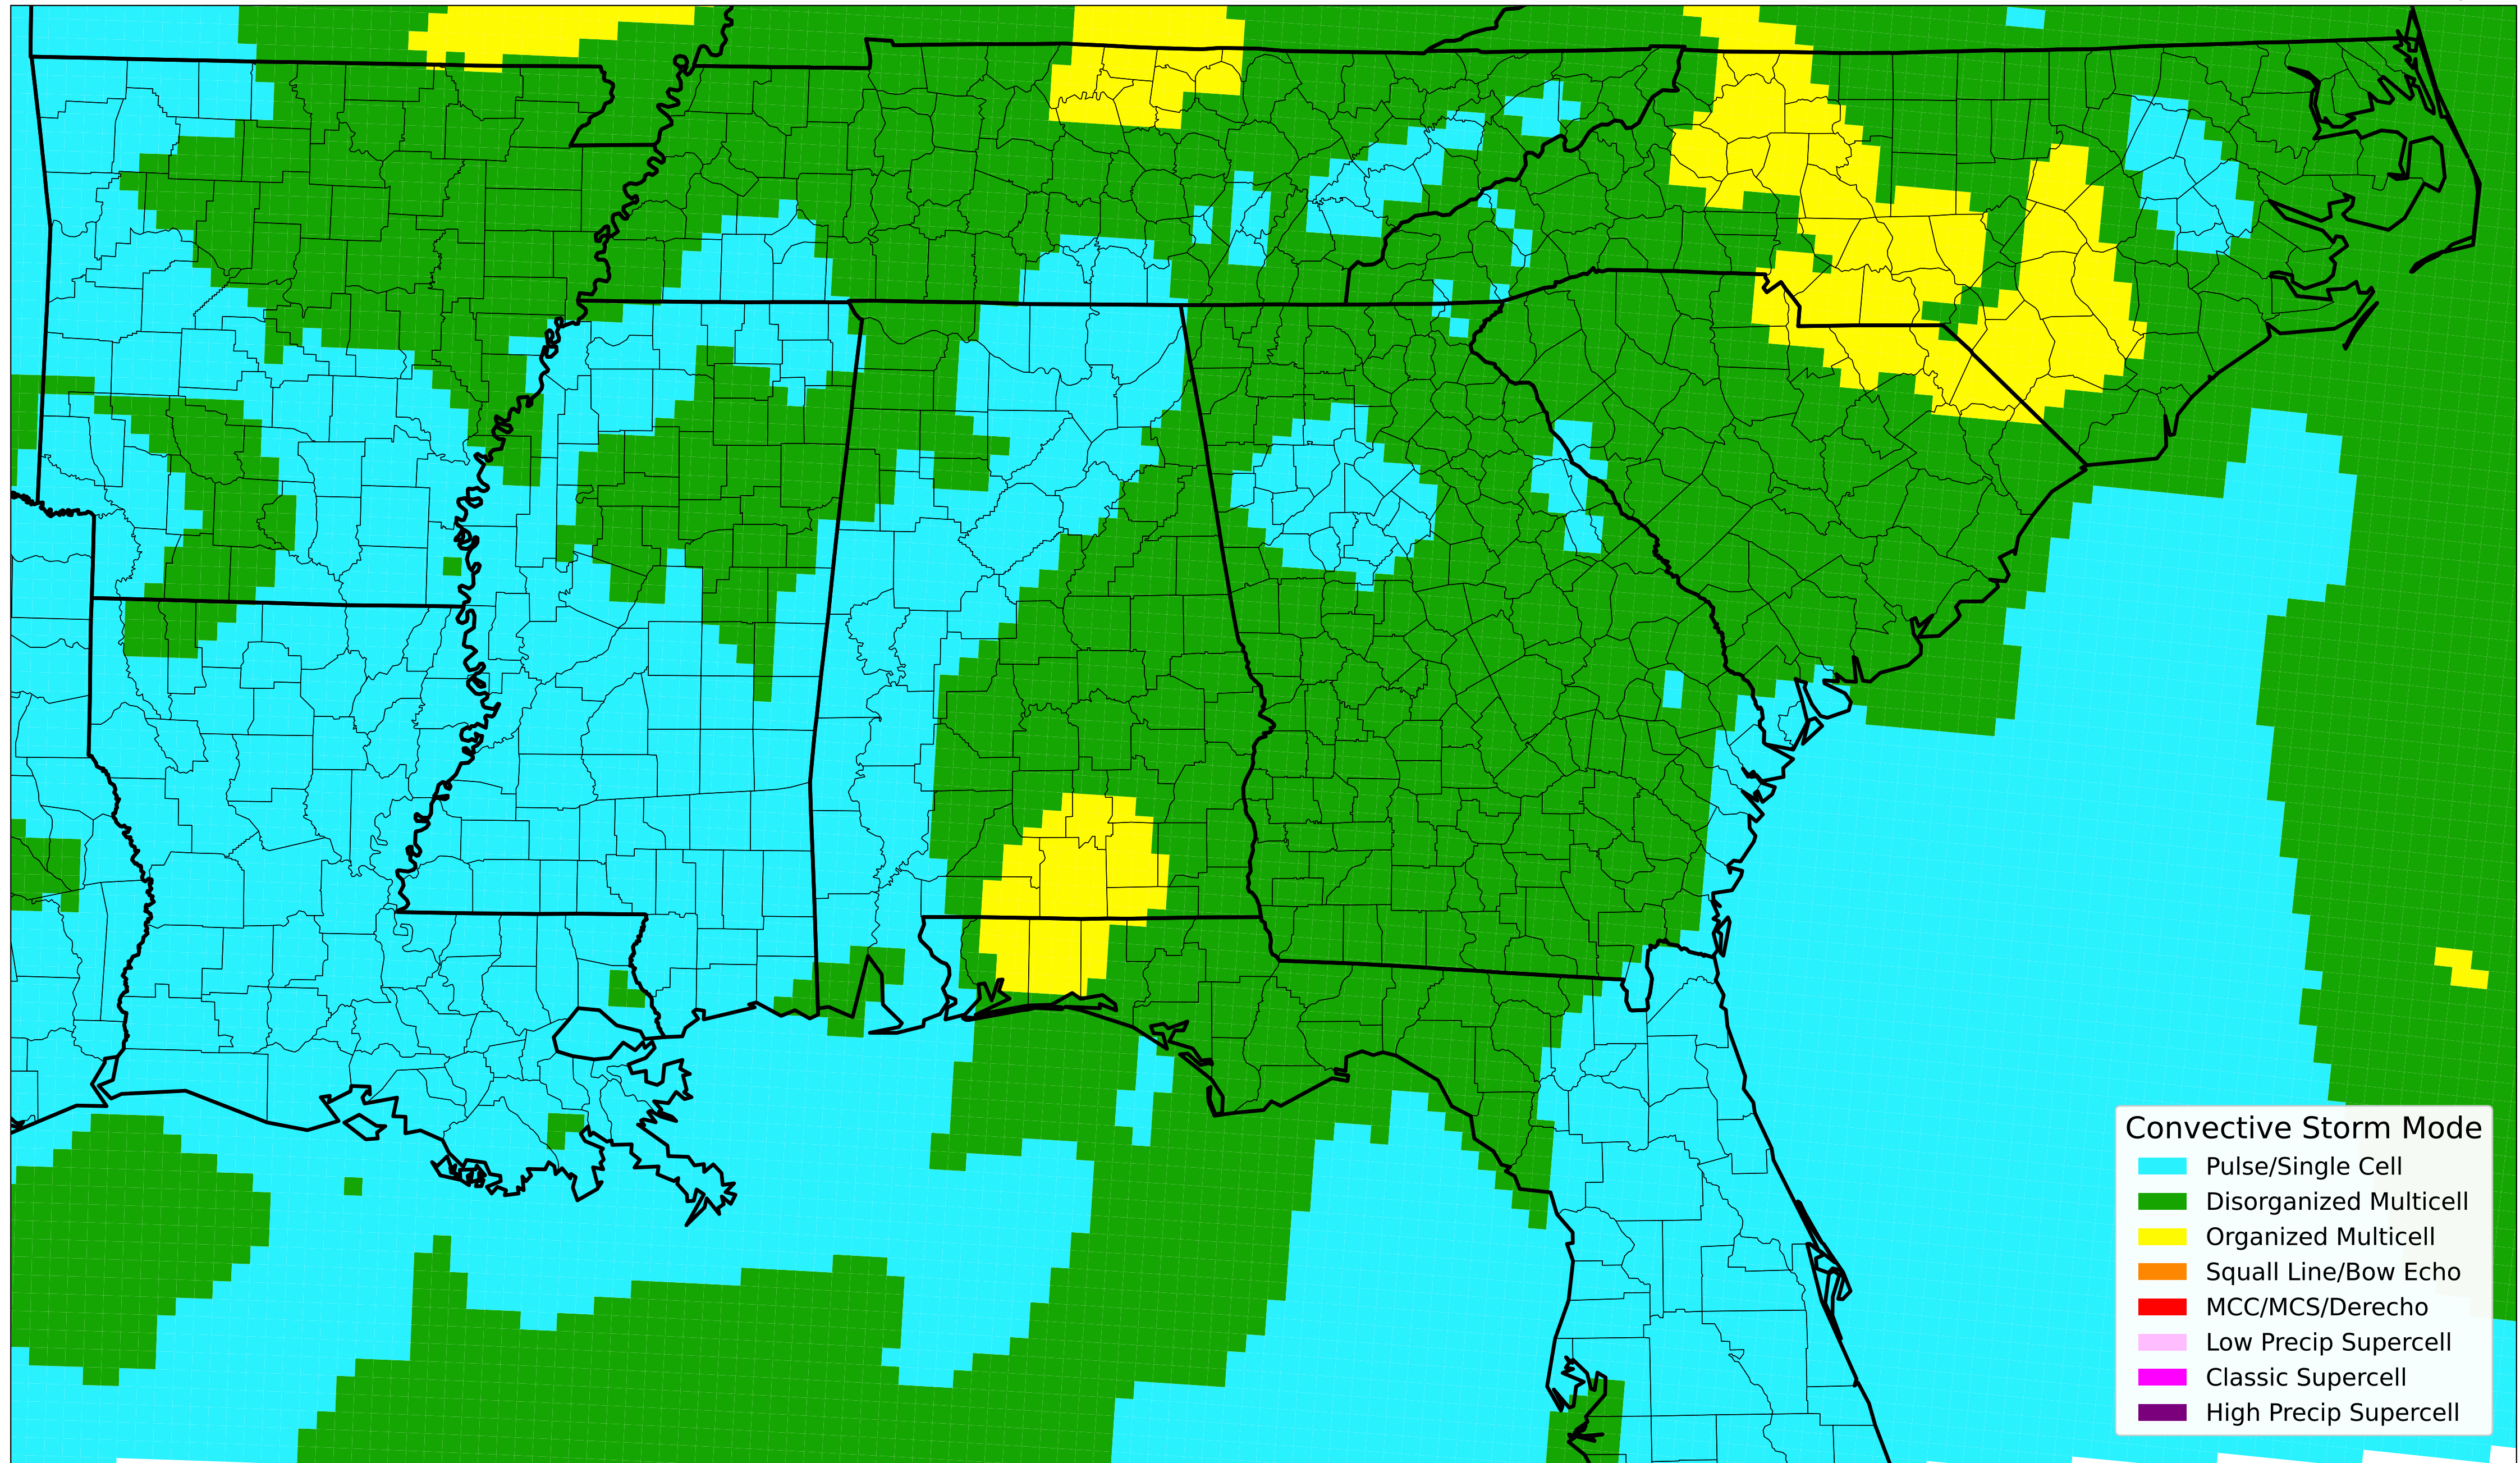 Convective Storm Mode
Pulse/Single Cell
Disorganized Multicell
Organized Multicell
Squall Line/Bow Echo
MCC/MCS/Derecho
Low Precip Supercell
Classic Supercell
High Precip Supercell